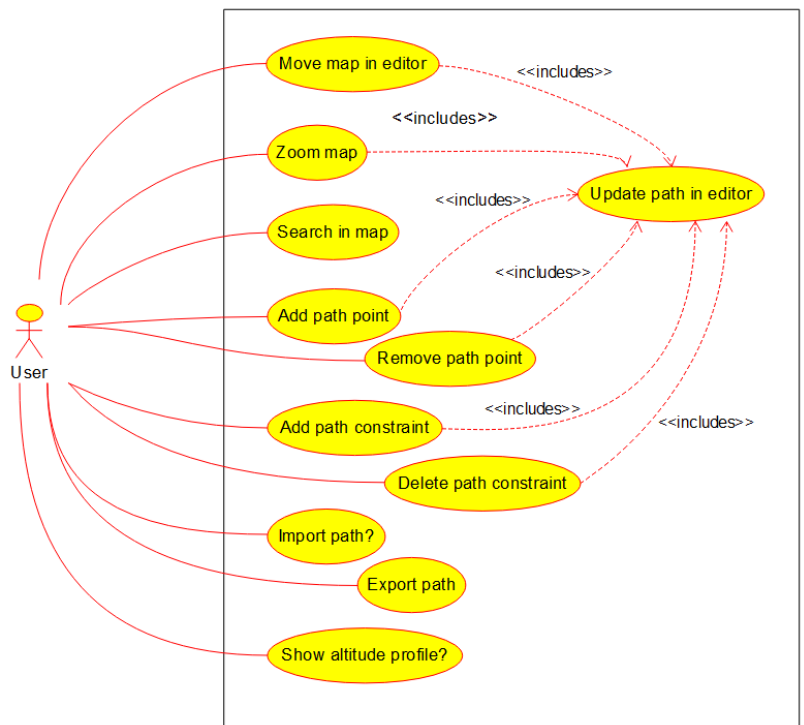 Move map in editor
<<includes>>
<<includes>>
Zoom map
Update path in editor
<<includes>>
Search in map
<<includes>>
Add path point
Remove path point
User
<<includes>>
Add path constraint
<<includes>>
Delete path constraint
Import path?
Export path
Show altitude profile?